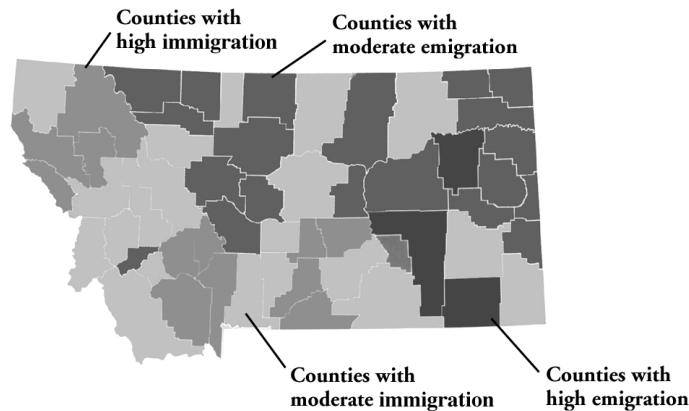 Counties with
high immigration
Counties with
moderate emigration
Counties with
moderate immigration
Counties with
high emigration